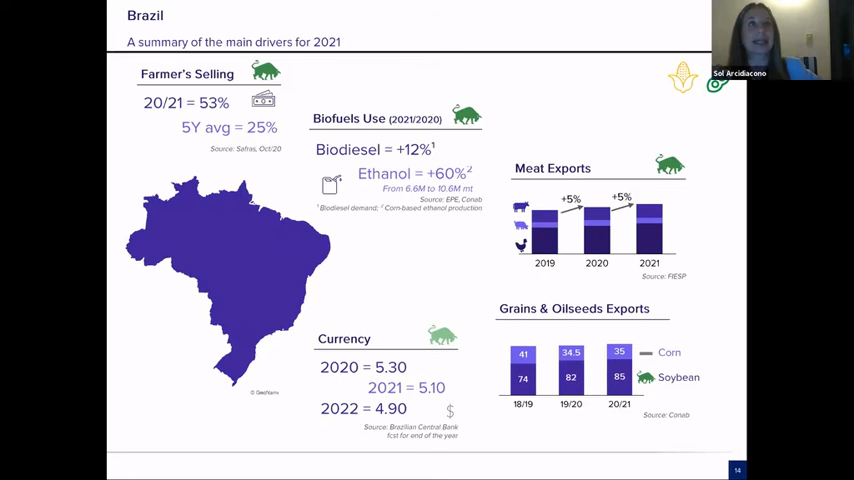 Brazil
A summary of the main drivers for 2021
Sol Arcidiacono
Farmer's Selling
20/21 = 53%
5Y avg = 25%
Source: Safras, Oct/20
Biofuels Use (2021/2020)
Biodiesel = +12%¹
Ethanol = +60%²
From 6.6M to 10.6M mt
Source: EPE, Conab
¹ Biodiesel demand; ² Corn-based ethanol production
Meat Exports
+5%
+5%
2019
2020
2021
Source: FIESP
© GeoNames
Currency
2020 = 5.30
2021 = 5.10
2022 = 4.90
$
Source: Brazilian Central Bank
fcst for end of the year
Grains & Oilseeds Exports
41
34.5
35
Corn
74
82
85
Soybean
18/19
19/20
20/21
Source: Conab
14